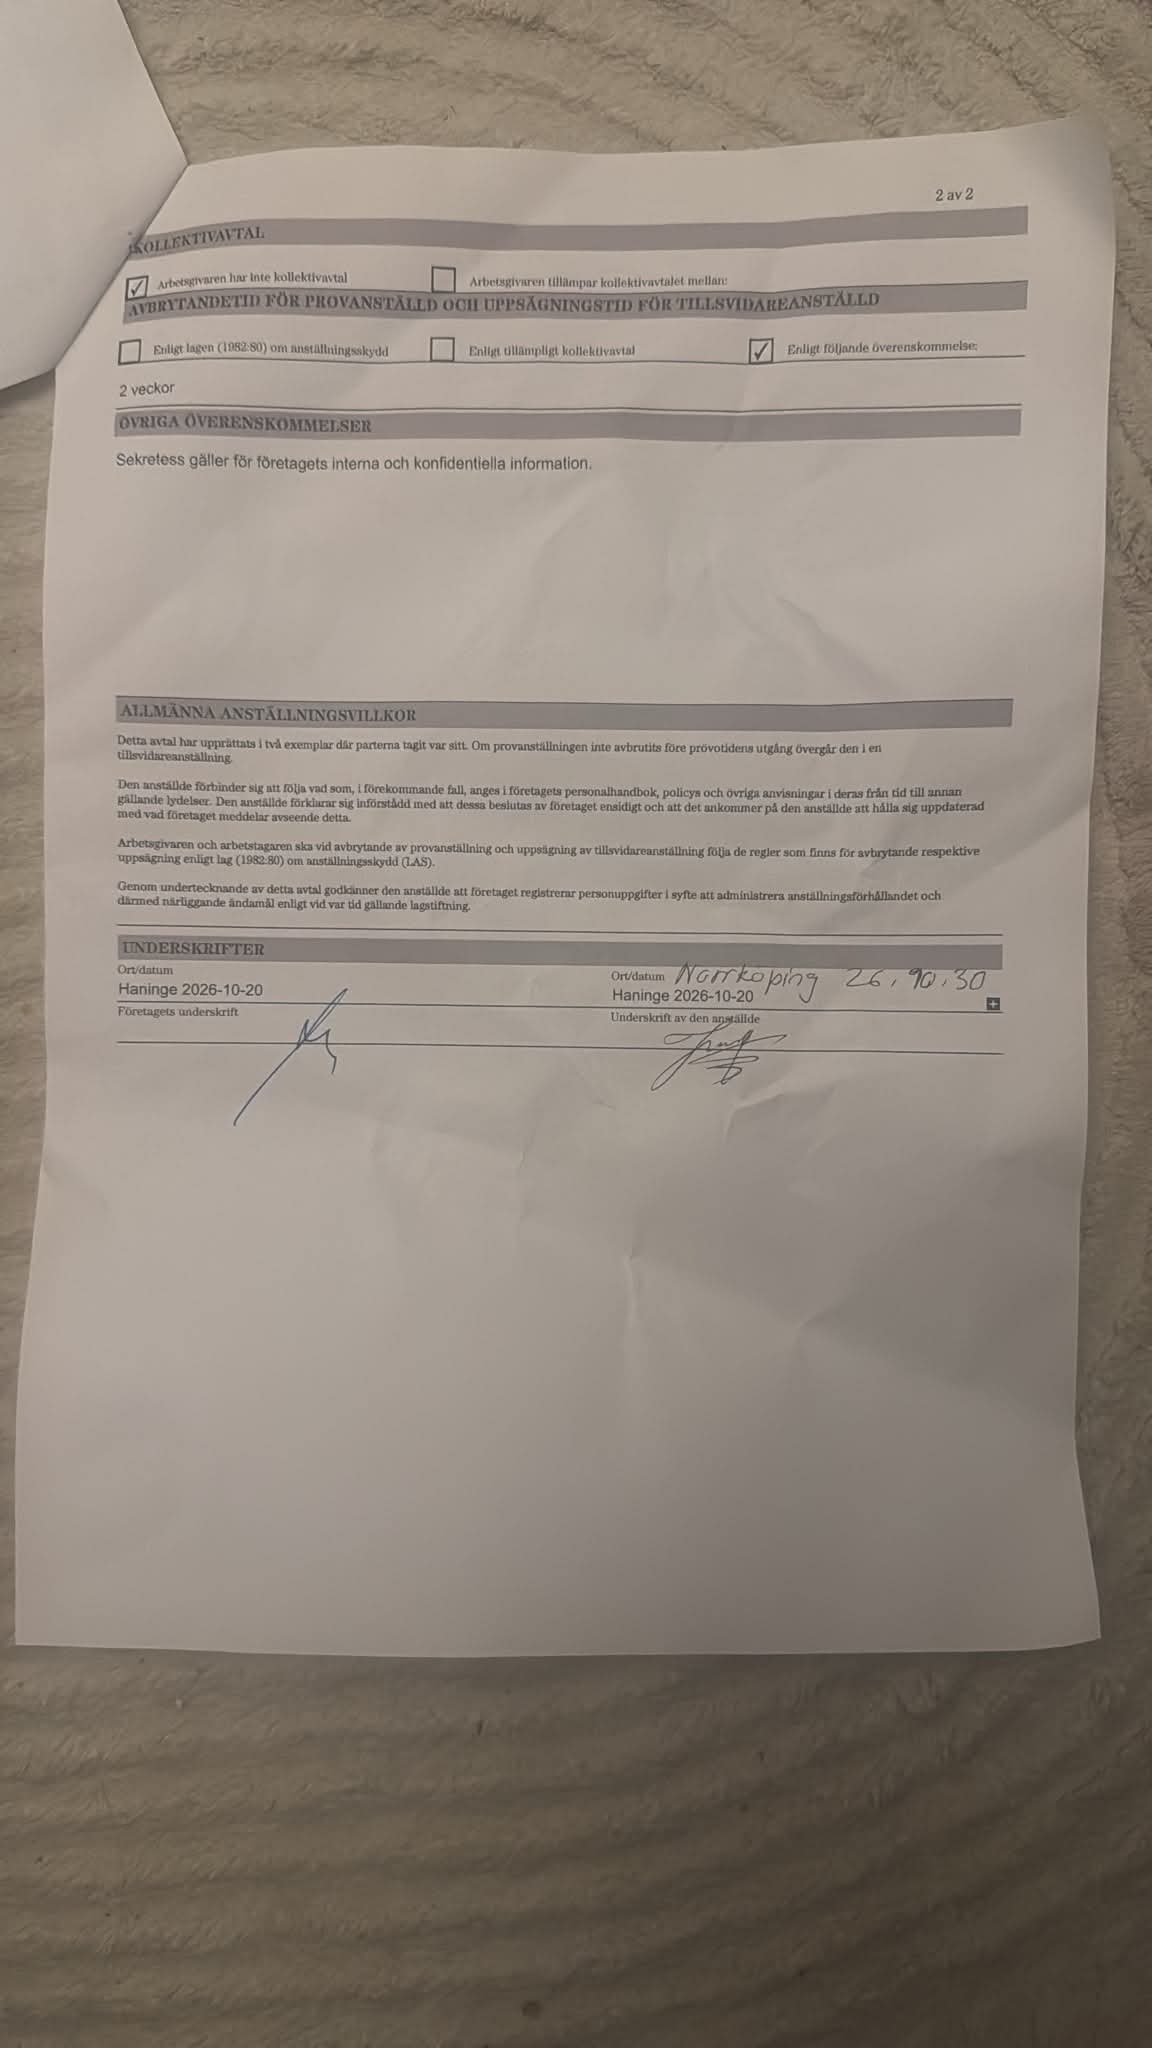 2 av 2
KOLLEKTIVAVTAL
Arbetsgivaren har inte kollektivavtal Arbetsgivaren tillämpar kollektivavtalet mellan:
AVBRYTANDETID FÖR PROVANSTÄLLD OCH UPPSÄGNINGSTID FÖR TILLSVIDAREANSTÄLLD
Enligt lagen (1982:80) om anställningsskydd Enligt tillämpligt kollektivavtal Enligt följande överenskommelse:
2 veckor
ÖVRIGA ÖVERENSKOMMELSER
Sekretess gäller för företagets interna och konfidentiella information.
ALLMÄNNA ANSTÄLLNINGSVILLKOR
Detta avtal har upprättats i två exemplar där parterna tagit var sitt. Om provanställningen inte avbrutits före prövotidens utgång övergår den i en
tillsvidareanställning.
Den anställde förbinder sig att följa vad som, i förekommande fall, anges i företagets personalhandbok, policys och övriga anvisningar i deras från tid till annan
gällande lydelser. Den anställde förklarar sig införstådd med att dessa beslutas av företaget ensidigt och att det ankommer på den anställde att hålla sig uppdaterad
med vad företaget meddelar avseende detta.
Arbetsgivaren och arbetstagaren ska vid avbrytande av provanställning och uppsägning av tillsvidareanställning följa de regler som finns för avbrytande respektive
uppsägning enligt lag (1982:80) om anställningsskydd (LAS).
Genom undertecknande av detta avtal godkänner den anställde att företaget registrerar personuppgifter i syfte att administrera anställningsförhållandet och
därmed närliggande ändamål enligt vid var tid gällande lagstiftning.
UNDERSKRIFTER
Ort/datum Ort/datum Norrköping 26, 10, 30
Haninge 2026-10-20 Haninge 2026-10-20
Företagets underskrift Underskrift av den anställde